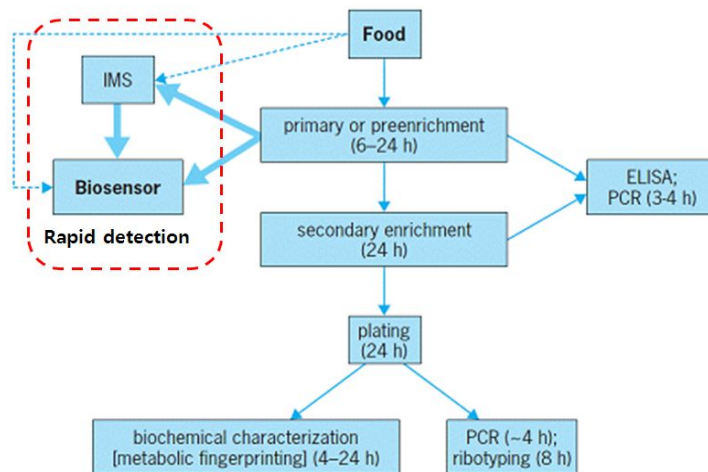 Food
IMS
primary or preenrichment
(6–24 h)
Biosensor
ELISA;
PCR (3-4 h)
Rapid detection
secondary enrichment
(24 h)
plating
(24 h)
biochemical characterization
[metabolic fingerprinting] (4–24 h)
PCR (~4 h);
ribotyping (8 h)